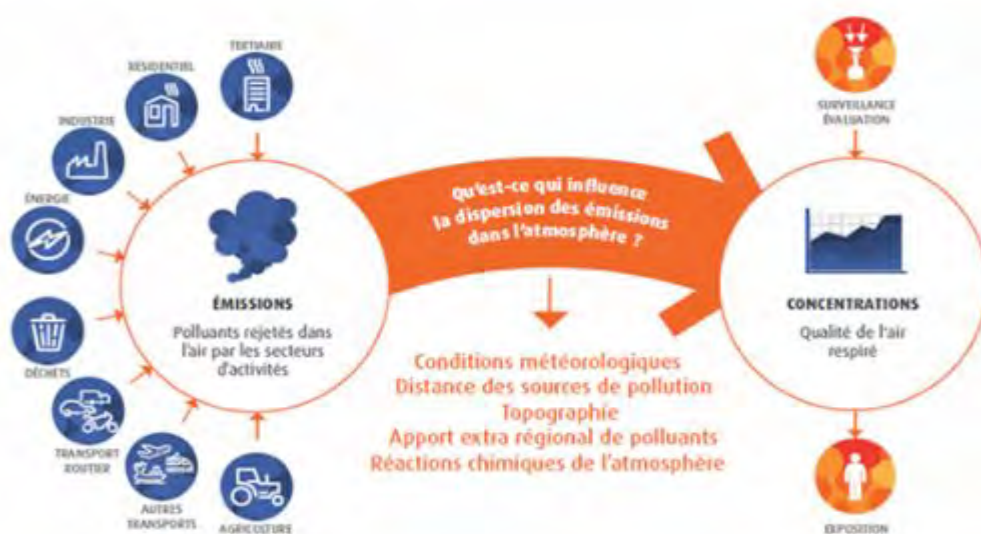 TERTIAIRE
RÉSIDENTIEL
INDUSTRIE
ÉNERGIE
DÉCHETS
TRANSPORT
ROUTIER
AUTRES
TRANSPORTS
AGRICULTURE
ÉMISSIONS
Polluants rejetés dans
l'air par les secteurs
d'activités
Qu'est-ce qui influence
la dispersion des émissions
dans l'atmosphère ?
Conditions météorologiques
Distance des sources de pollution
Topographie
Apport extra régional de polluants
Réactions chimiques de l'atmosphère
SURVEILLANCE
ÉVALUATION
CONCENTRATIONS
Qualité de l'air
respiré
EXPOSITION